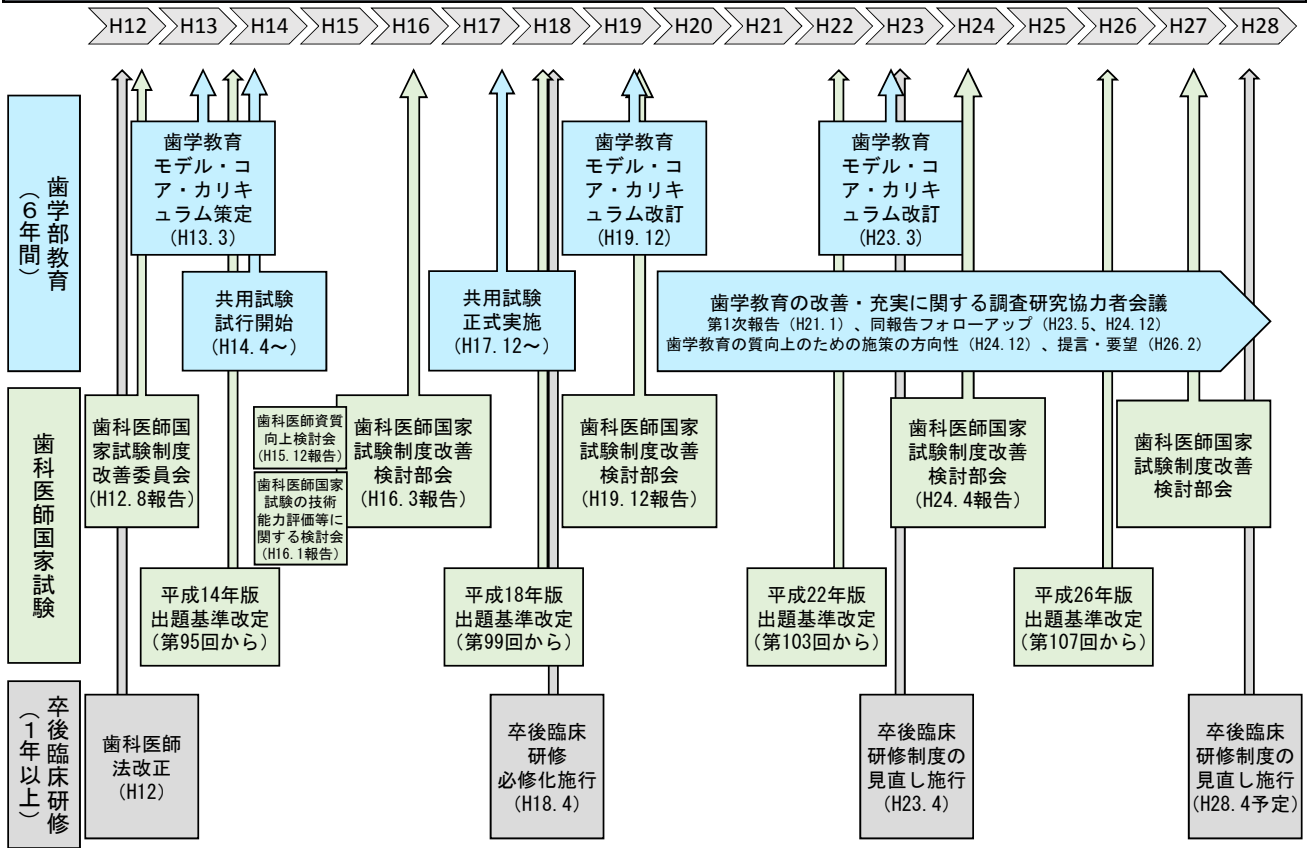 H12
H13
H14
H15
H16
H17
H18
H19
H20
H21
H22
H23
H24
H25
H26
H27
H28
歯学部教育
(6年間)
歯学教育
モデル・コ
ア・カリキ
ュラム策定
(H13.3)
歯学教育
モデル・コ
ア・カリキ
ュラム改訂
(H19.12)
歯学教育
モデル・コ
ア・カリキ
ュラム改訂
(H23.3)
共用試験
試行開始
(H14.4~)
共用試験
正式実施
(H17.12~)
歯学教育の改善・充実に関する調査研究協力者会議
第1次報告(H21.1)、同報告フォローアップ(H23.5、H24.12)
歯学教育の質向上のための施策の方向性(H24.12)、提言・要望(H26.2)
歯科医師国家試験
歯科医師国
家試験制度
改善委員会
(H12.8報告)
歯科医師資質
向上検討会
(H15.12報告)
歯科医師国家
試験の技術
能力評価等に
関する検討会
(H16.1報告)
歯科医師国家
試験制度改善
検討部会
(H16.3報告)
歯科医師国家
試験制度改善
検討部会
(H19.12報告)
歯科医師国家
試験制度改善
検討部会
(H24.4報告)
歯科医師国家
試験制度改善
検討部会
平成14年版
出題基準改定
(第95回から)
平成18年版
出題基準改定
(第99回から)
平成22年版
出題基準改定
(第103回から)
平成26年版
出題基準改定
(第107回から)
卒後臨床研修
(1年以上)
歯科医師
法改正
(H12)
卒後臨床
研修
必修化施行
(H18.4)
卒後臨床
研修制度の
見直し施行
(H23.4)
卒後臨床
研修制度の
見直し施行
(H28.4予定)